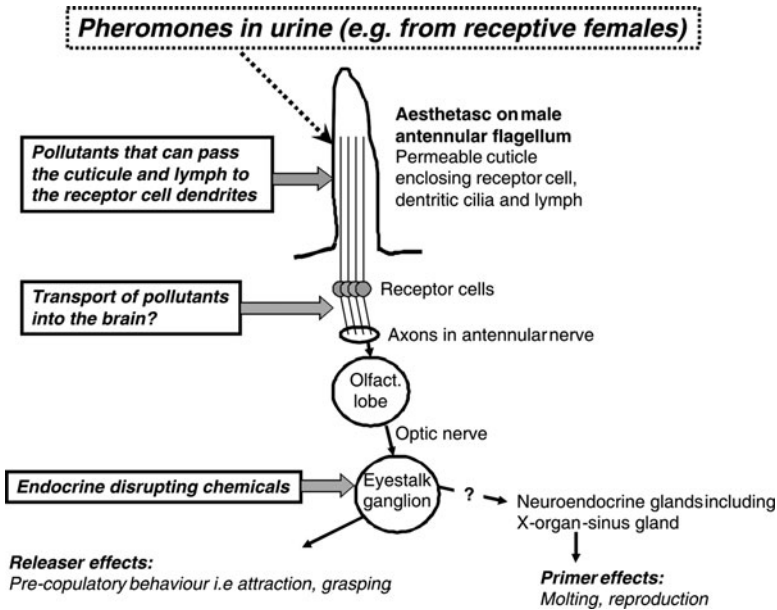 Pheromones in urine (e.g. from receptive females)
Aesthetasc on male
antennular flagellum
Permeable cuticle
enclosing receptor cell,
dentritic cilia and lymph
Pollutants that can pass
the cuticule and lymph to
the receptor cell dendrites
Receptor cells
Transport of pollutants
into the brain?
Axons in antennular nerve
Olfact.
lobe
Optic nerve
Endocrine disrupting chemicals
Eyestalk
ganglion
?
Neuroendocrine glands including
X-organ-sinus gland
Releaser effects:
Pre-copulatory behaviour i.e attraction, grasping
Primer effects:
Molting, reproduction